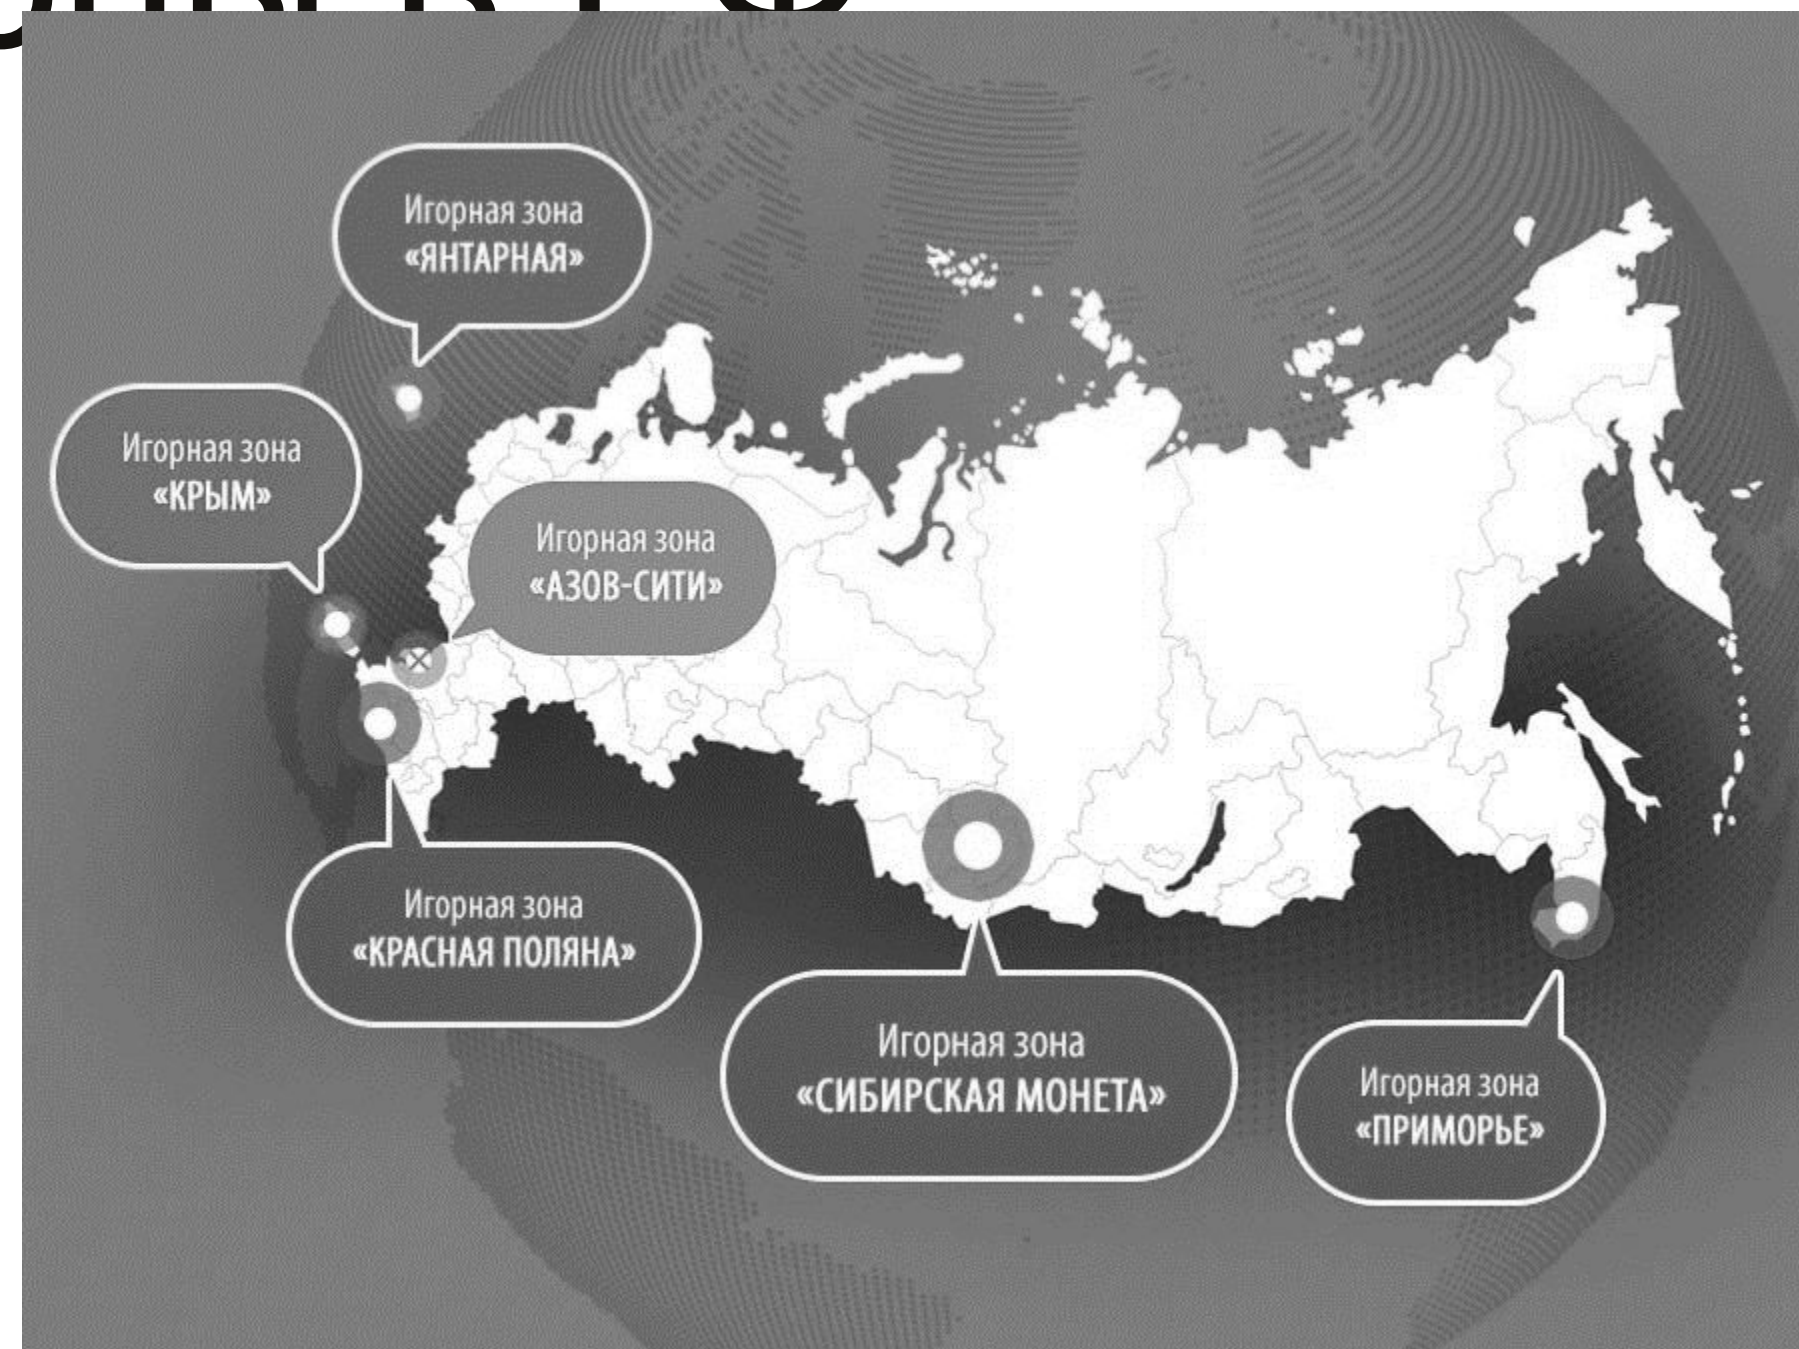 Игорная зона
«ЯНТАРНАЯ»
Игорная зона
«КРЫМ»
Игорная зона
«АЗОВ-СИТИ»
Игорная зона
«КРАСНАЯ ПОЛЯНА»
Игорная зона
«СИБИРСКАЯ МОНЕТА»
Игорная зона
«ПРИМОРЬЕ»